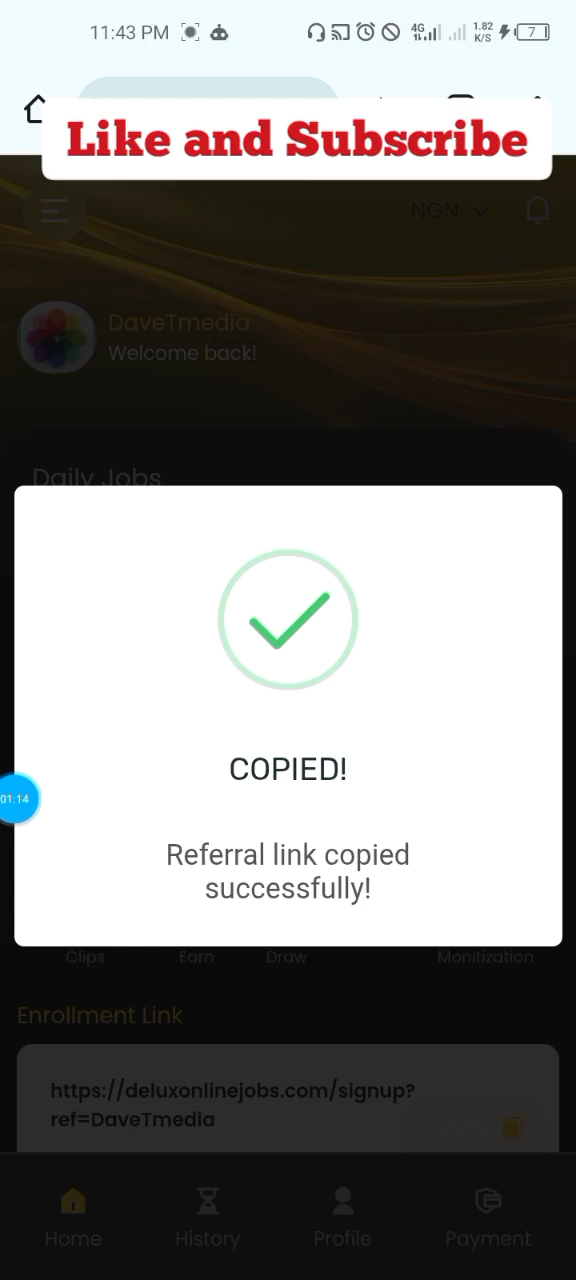 11:43 PM
4G
1.82
K/S
7
Like and Subscribe
NGN
DaveTmedia
Welcome back!
Daily Jobs
COPIED!
01:14
Referral link copied
successfully!
Clips Earn Draw Monitization
Enrollment Link
https://deluxonlinejobs.com/signup?
ref=DaveTmedia
Home History Profile Payment